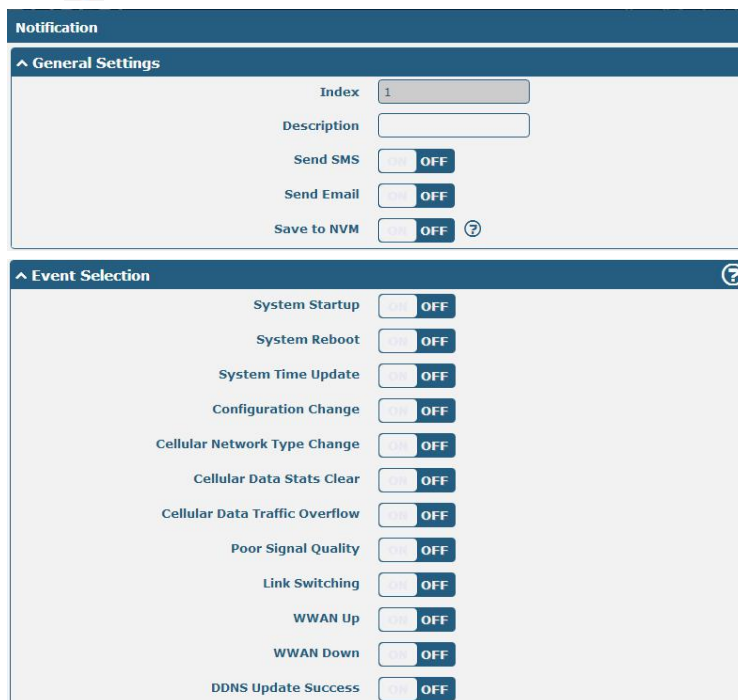 Notification
General Settings
Index 1
Description
Send SMS ON OFF
Send Email ON OFF
Save to NVM ON OFF ?
Event Selection ?
System Startup ON OFF
System Reboot ON OFF
System Time Update ON OFF
Configuration Change ON OFF
Cellular Network Type Change ON OFF
Cellular Data Stats Clear ON OFF
Cellular Data Traffic Overflow ON OFF
Poor Signal Quality ON OFF
Link Switching ON OFF
WWAN Up ON OFF
WWAN Down ON OFF
DDNS Update Success ON OFF